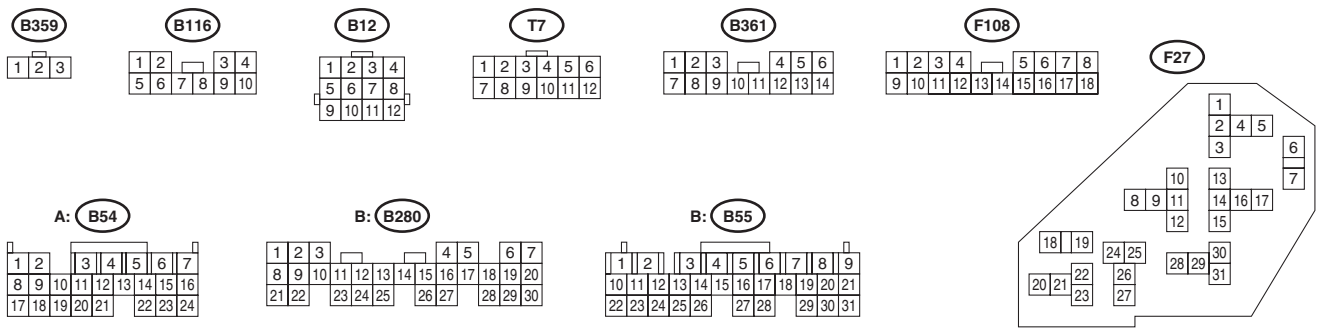 B359
1 2 3
B116
1 2 3 4
5 6 7 8 9 10
B12
1 2 3 4
5 6 7 8
9 10 11 12
T7
1 2 3 4 5 6
7 8 9 10 11 12
B361
1 2 3 4 5 6
7 8 9 10 11 12 13 14
F108
1 2 3 4 5 6 7 8
9 10 11 12 13 14 15 16 17 18
F27
1
2 4 5
3
6
7
10 13
8 9 11 14 16 17
12 15
18 19
24 25
30
28 29
31
20 21 22
26
23
27
A: B54
1 2 3 4 5 6 7
8 9 10 11 12 13 14 15 16
17 18 19 20 21 22 23 24
B: B280
1 2 3 4 5 6 7
8 9 10 11 12 13 14 15 16 17 18 19 20
21 22 23 24 25 26 27 28 29 30
B: B55
1 2 3 4 5 6 7 8 9
10 11 12 13 14 15 16 17 18 19 20 21
22 23 24 25 26 27 28 29 30 31